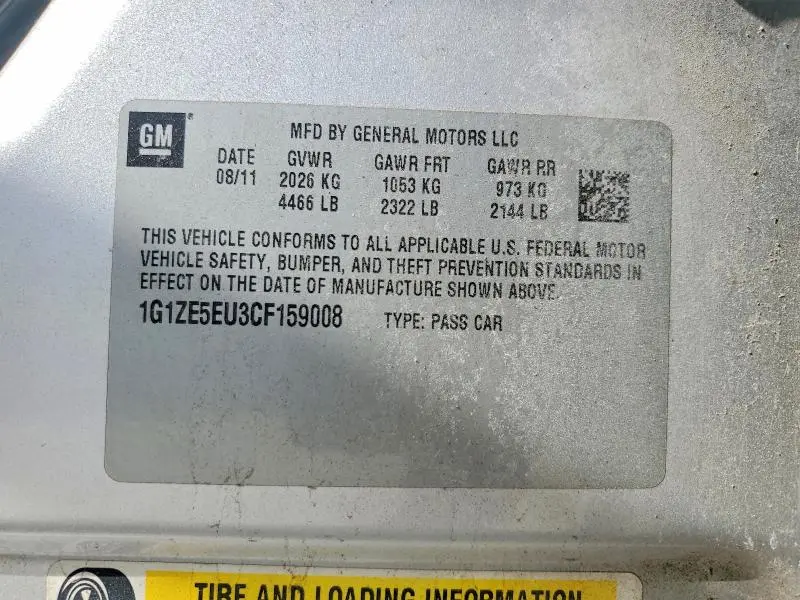 GM ®
MFD BY GENERAL MOTORS LLC
DATE GVWR GAWR FRT GAWR RR
08/11 2026 KG 1053 KG 973 KG
4466 LB 2322 LB 2144 LB
THIS VEHICLE CONFORMS TO ALL APPLICABLE U.S. FEDERAL MOTOR
VEHICLE SAFETY, BUMPER, AND THEFT PREVENTION STANDARDS IN
EFFECT ON THE DATE OF MANUFACTURE SHOWN ABOVE.
1G1ZE5EU3CF159008 TYPE: PASS CAR
TIRE AND LOADING INFORMATION